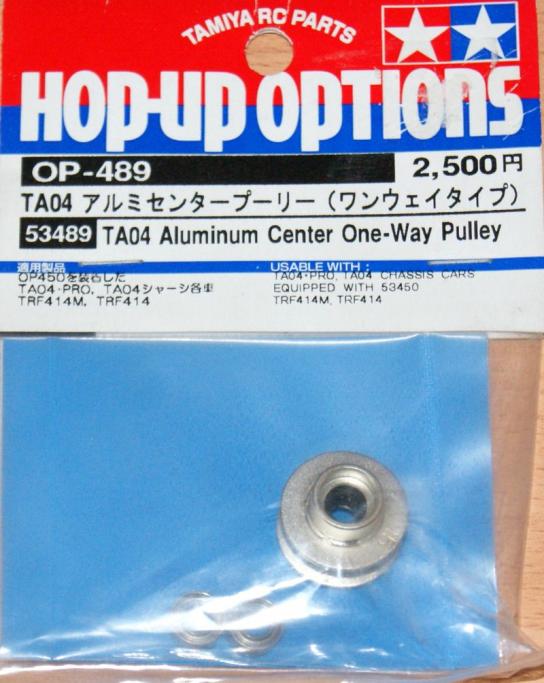 TAMIYA RC PARTS
HOP-UP OPTIONS
OP-489 2,500円
TA04 アルミセンタープーリー（ワンウェイタイプ）
53489 TA04 Aluminum Center One-Way Pulley
適用製品
OP450を装着した
TA04-PRO, TA04シャーシ各車
TRF414M, TRF414
USABLE WITH :
TA04-PRO, TA04 CHASSIS CARS
EQUIPPED WITH 53450
TRF414M, TRF414